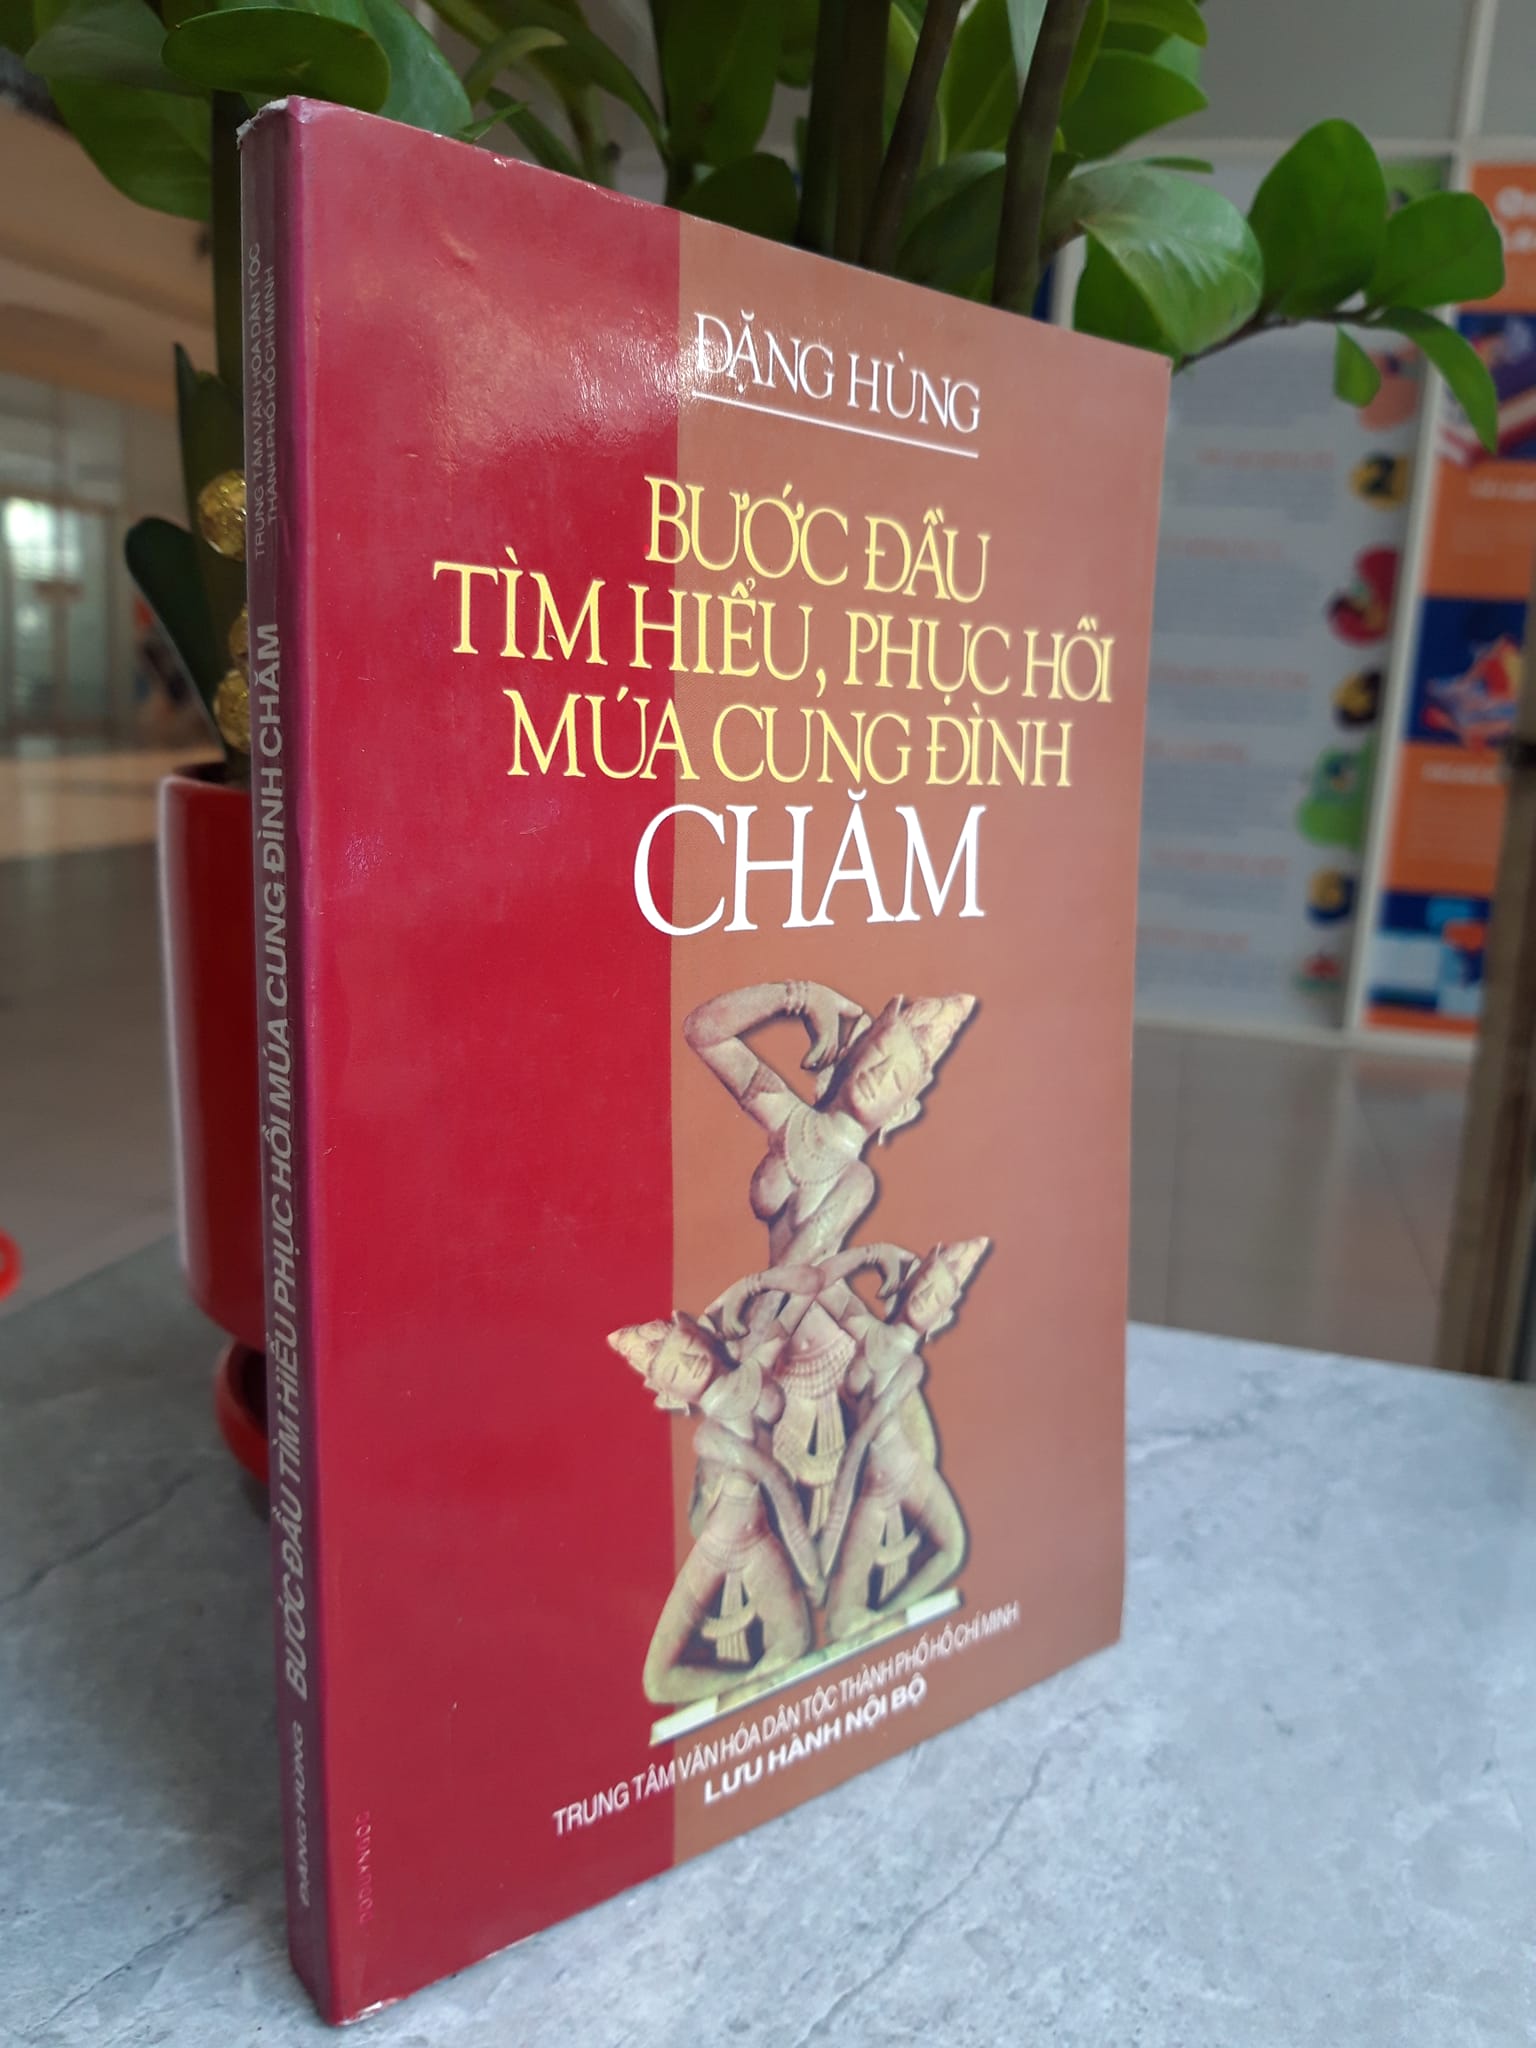 ĐẶNG HÙNG
BƯỚC ĐẦU
TÌM HIỂU, PHỤC HỒI
MÚA CUNG ĐÌNH
CHĂM
TRUNG TÂM VĂN HÓA DÂN TỘC THÀNH PHỐ HỒ CHÍ MINH
LƯU HÀNH NỘI BỘ
ĐẶNG HÙNG
BƯỚC ĐẦU TÌM HIỂU PHỤC HỒI MÚA CUNG ĐÌNH CHĂM
TRUNG TÂM VĂN HÓA DÂN TỘC
THÀNH PHỐ HỒ CHÍ MINH